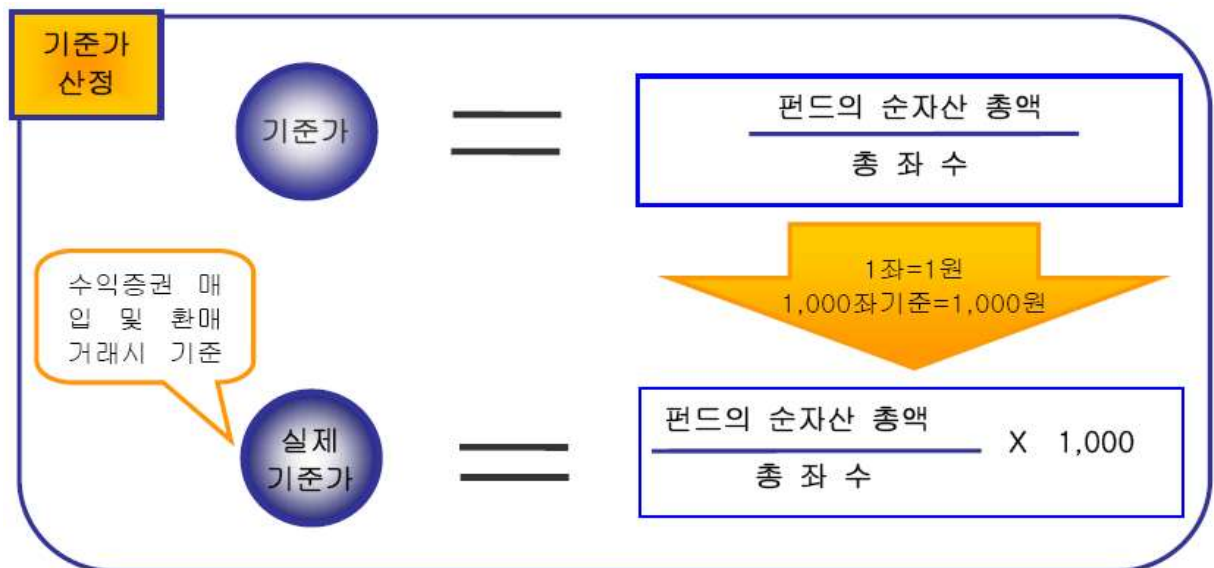 기준가
산정
기준가
펀드의 순자산 총액
총 좌 수
1좌=1원
1,000좌기준=1,000원
수익증권 매
입 및 환매
거래시 기준
실제
기준가
펀드의 순자산 총액
X 1,000
총 좌 수